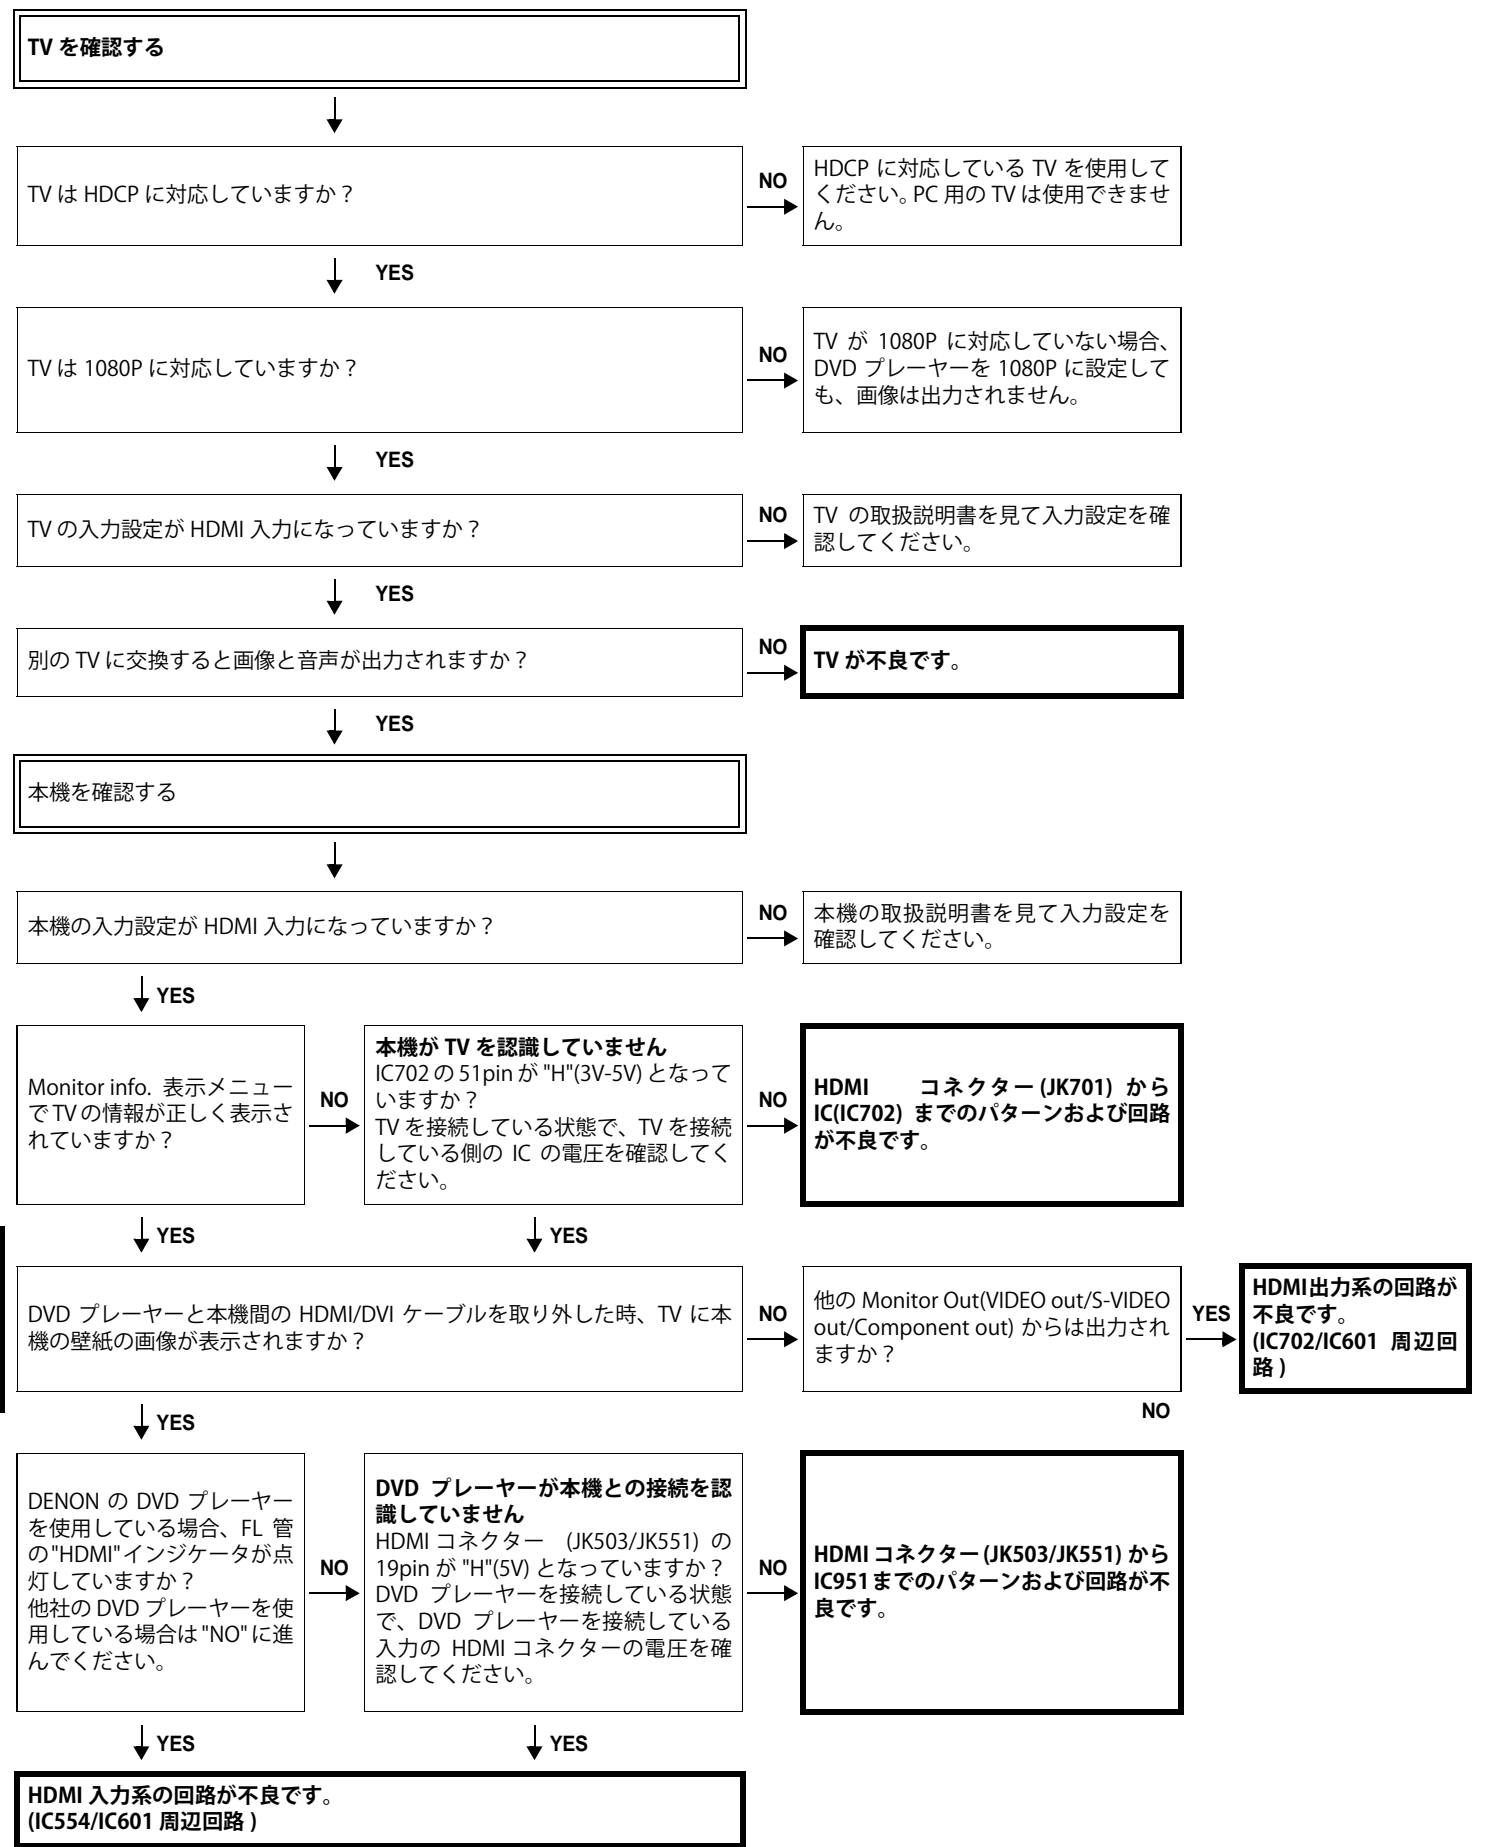 TV を確認する
TV は HDCP に対応していますか？
NO
HDCP に対応している TV を使用して
ください。PC 用の TV は使用できませ
ん。
YES
TV は 1080P に対応していますか？
NO
TV が 1080P に対応していない場合、
DVD プレーヤーを 1080P に設定して
も、画像は出力されません。
YES
TV の入力設定が HDMI 入力になっていますか？
NO
TV の取扱説明書を見て入力設定を確
認してください。
YES
別の TV に交換すると画像と音声が出力されますか？
NO
TV が不良です。
YES
本機を確認する
本機の入力設定が HDMI 入力になっていますか？
NO
本機の取扱説明書を見て入力設定を
確認してください。
YES
Monitor info. 表示メニュー
で TV の情報が正しく表示さ
れていますか？
NO
本機が TV を認識していません
IC702 の 51pin が "H"(3V-5V) となって
いますか？
TV を接続している状態で、TV を接続
している側の IC の電圧を確認してく
ださい。
NO
HDMI コネクター (JK701) から
IC(IC702) までのパターンおよび回路
が不良です。
YES
YES
DVD プレーヤーと本機間の HDMI/DVI ケーブルを取り外した時、TV に本
機の壁紙の画像が表示されますか？
NO
他の Monitor Out(VIDEO out/S-VIDEO
out/Component out) からは出力され
ますか？
YES
HDMI出力系の回路が
不良です。
(IC702/IC601 周辺回
路 )
NO
YES
DENON の DVD プレーヤー
を使用している場合、FL 管
の"HDMI"インジケータが点
灯していますか？
他社の DVD プレーヤーを使
用している場合は "NO" に進
んでください。
NO
DVD プレーヤーが本機との接続を認
識していません
HDMI コネクター (JK503/JK551) の
19pin が "H"(5V) となっていますか？
DVD プレーヤーを接続している状態
で、DVD プレーヤーを接続している
入力の HDMI コネクターの電圧を確
認してください。
NO
HDMI コネクター (JK503/JK551) から
IC951までのパターンおよび回路が不
良です。
YES
YES
HDMI 入力系の回路が不良です。
(IC554/IC601 周辺回路 )